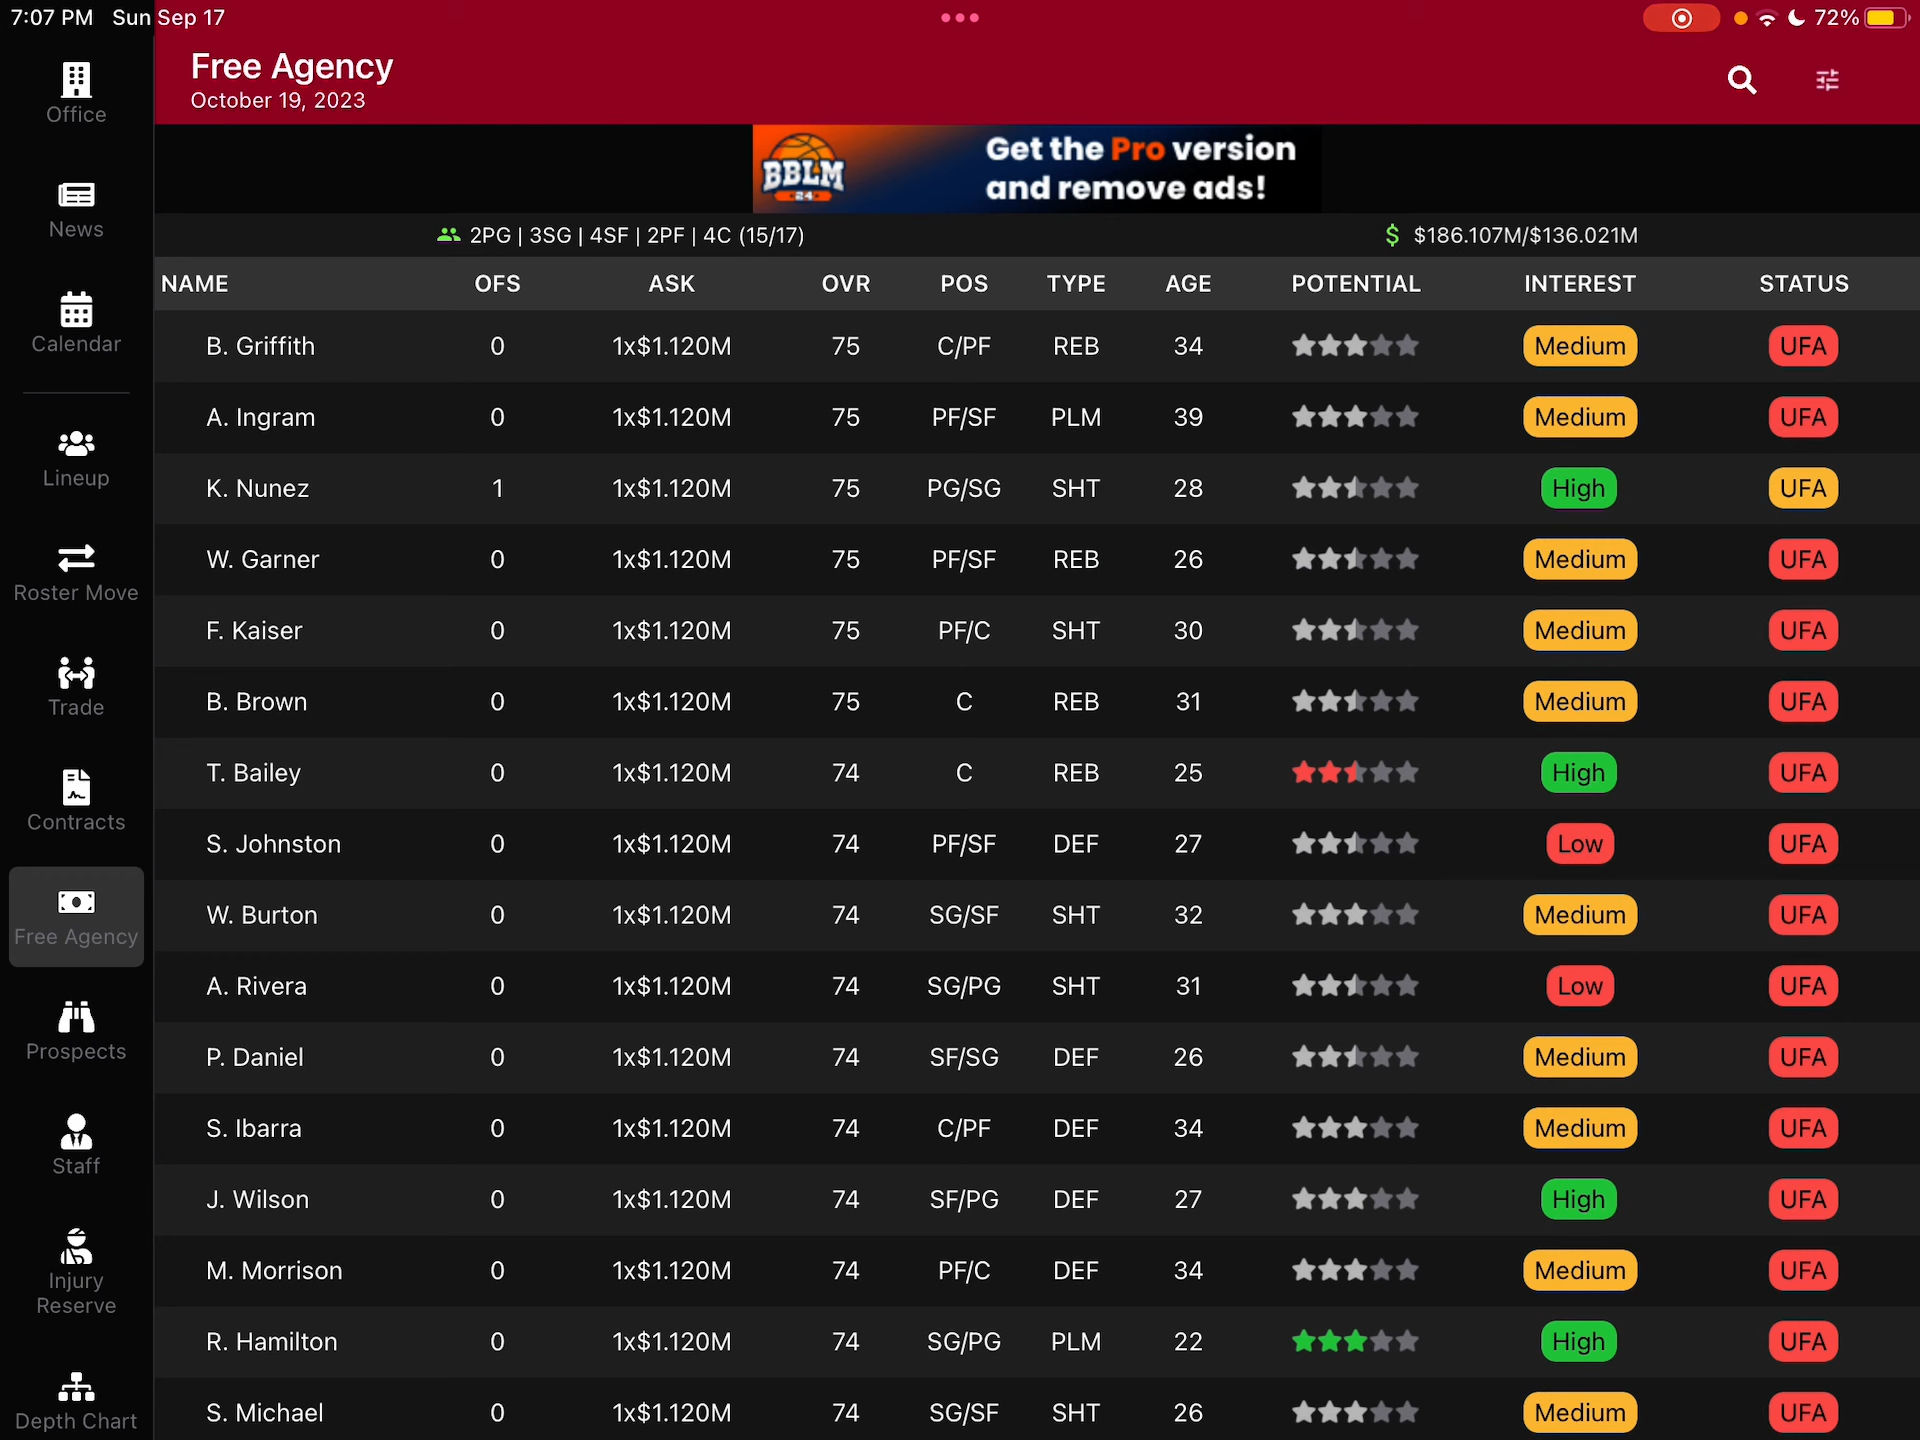 7:07 PM Sun Sep 17
72%
Free Agency
October 19, 2023
BBLM
24
Get the Pro version
and remove ads!
2PG | 3SG | 4SF | 2PF | 4C (15/17)
$ $186.107M/$136.021M
NAME OFS ASK OVR POS TYPE AGE POTENTIAL INTEREST STATUS
B. Griffith 0 1x$1.120M 75 C/PF REB 34 Medium UFA
A. Ingram 0 1x$1.120M 75 PF/SF PLM 39 Medium UFA
K. Nunez 1 1x$1.120M 75 PG/SG SHT 28 High UFA
W. Garner 0 1x$1.120M 75 PF/SF REB 26 Medium UFA
F. Kaiser 0 1x$1.120M 75 PF/C SHT 30 Medium UFA
B. Brown 0 1x$1.120M 75 C REB 31 Medium UFA
T. Bailey 0 1x$1.120M 74 C REB 25 High UFA
S. Johnston 0 1x$1.120M 74 PF/SF DEF 27 Low UFA
W. Burton 0 1x$1.120M 74 SG/SF SHT 32 Medium UFA
A. Rivera 0 1x$1.120M 74 SG/PG SHT 31 Low UFA
P. Daniel 0 1x$1.120M 74 SF/SG DEF 26 Medium UFA
S. Ibarra 0 1x$1.120M 74 C/PF DEF 34 Medium UFA
J. Wilson 0 1x$1.120M 74 SF/PG DEF 27 High UFA
M. Morrison 0 1x$1.120M 74 PF/C DEF 34 Medium UFA
R. Hamilton 0 1x$1.120M 74 SG/PG PLM 22 High UFA
S. Michael 0 1x$1.120M 74 SG/SF SHT 26 Medium UFA
Office
News
Calendar
Lineup
Roster Move
Trade
Contracts
Free Agency
Prospects
Staff
Injury
Reserve
Depth Chart